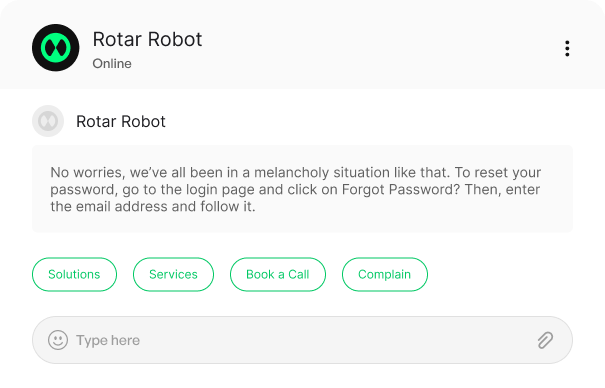 Rotar Robot
Online
Rotar Robot
No worries, we’ve all been in a melancholy situation like that. To reset your
password, go to the login page and click on Forgot Password? Then, enter
the email address and follow it.
Solutions
Services
Book a Call
Complain
Type here